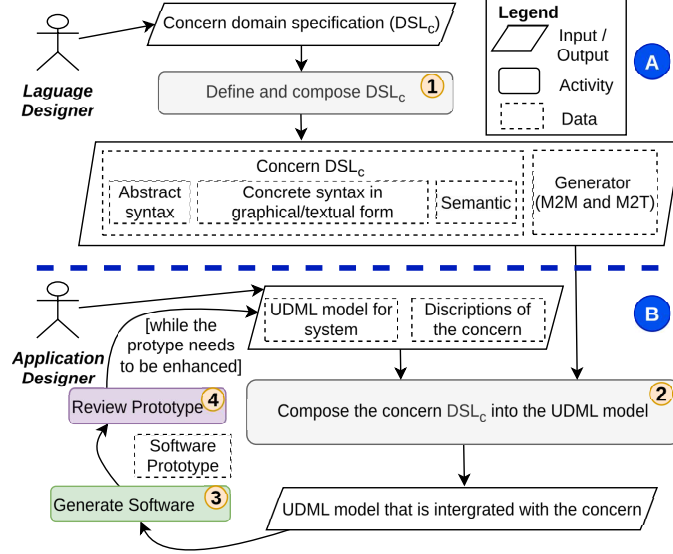 Concern domain specification (DSLc)
Legend
Input /
Output
Activity
Data
A
Laguage
Designer
1
Define and compose DSLc
Concern DSLc
Abstract
syntax
Concrete syntax in
graphical/textual form
Semantic
Generator
(M2M and M2T)
B
Application
Designer
UDML model for
system
Discriptions of
the concern
[while the
protype needs
to be enhanced]
2
Compose the concern DSLc into the UDML model
Review Prototype
4
Software
Prototype
Generate Software
3
UDML model that is intergrated with the concern